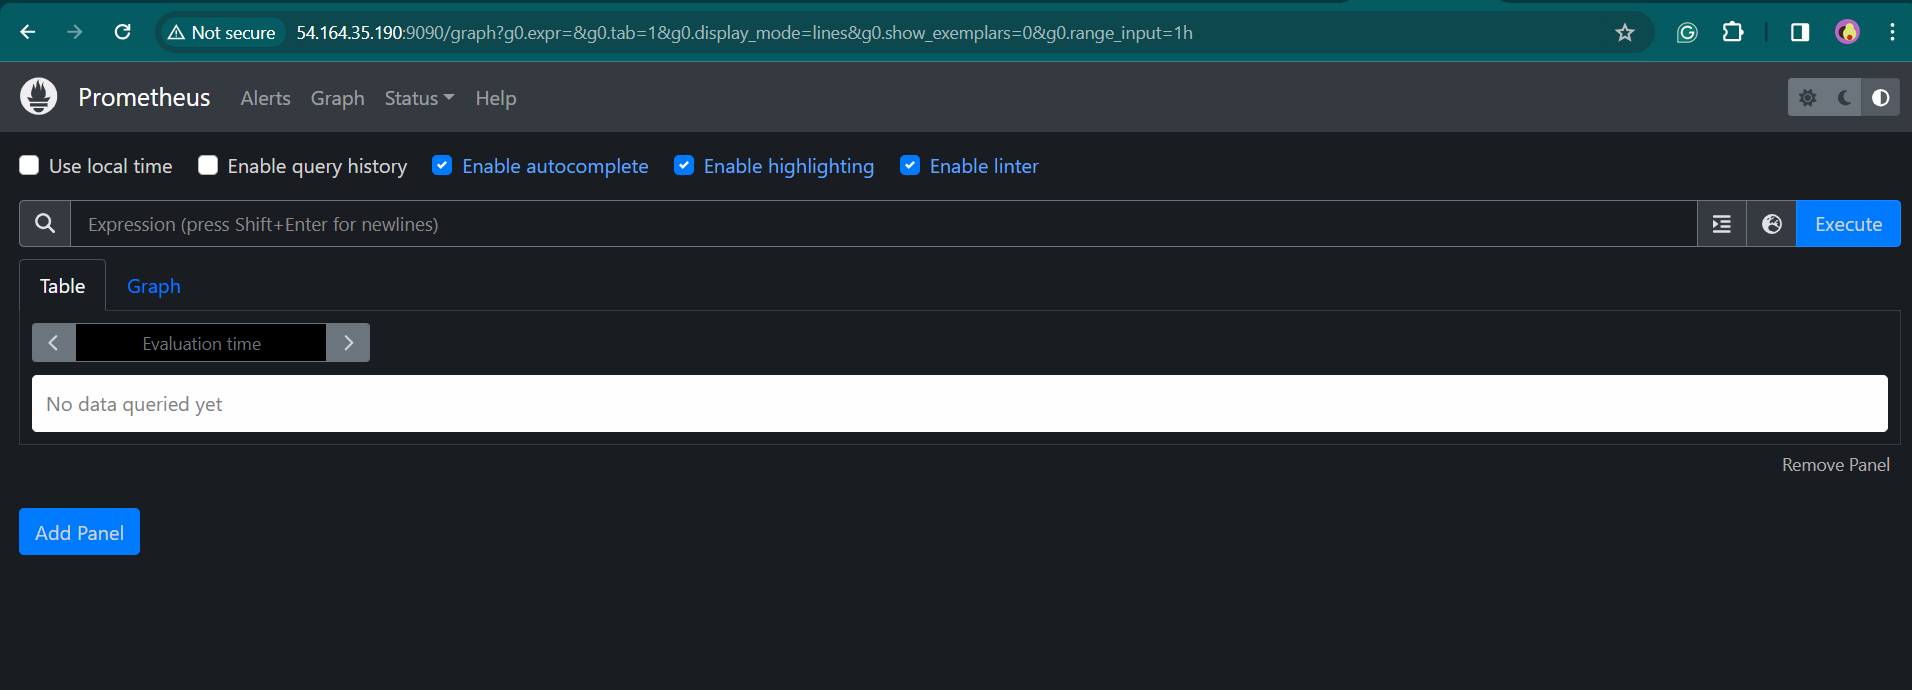 Not secure 54.164.35.190:9090/graph?g0.expr=&g0.tab=1&g0.display_mode=lines&g0.show_exemplars=0&g0.range_input=1h
Prometheus Alerts Graph Status Help
Use local time Enable query history Enable autocomplete Enable highlighting Enable linter
Expression (press Shift+Enter for newlines) Execute
Table Graph
Evaluation time
No data queried yet
Remove Panel
Add Panel